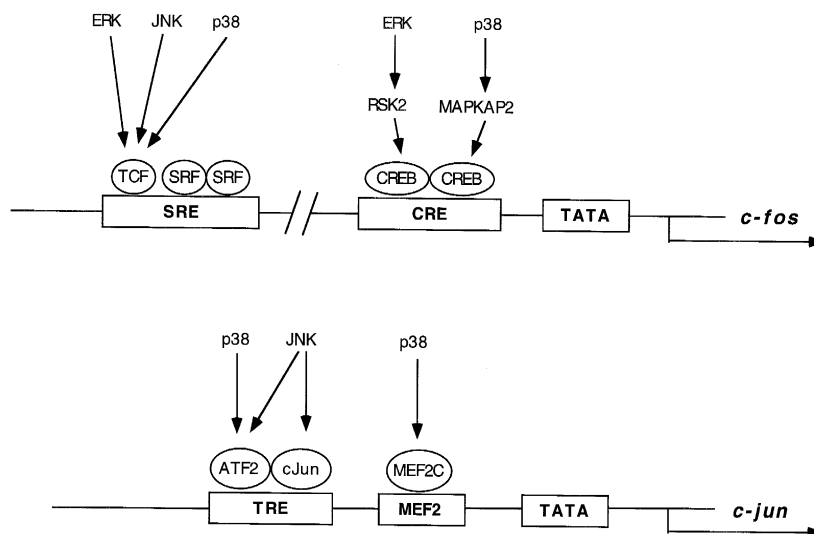 ERK JNK p38 ERK p38
RSK2 MAPKAP2
TCF SRF SRF CREB CREB
SRE CRE TATA c-fos
p38 JNK p38
ATF2 cJun MEF2C
TRE MEF2 TATA c-jun